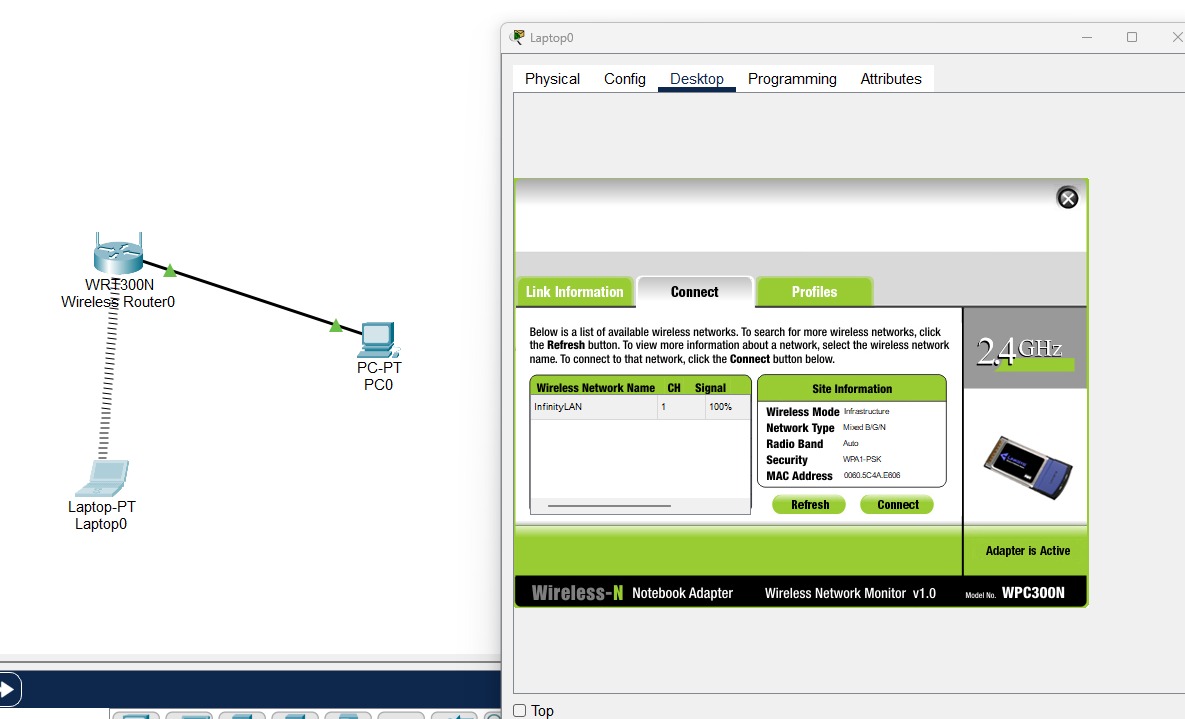 Laptop0
Physical Config Desktop Programming Attributes
WRT300N
Wireless Router0
PC-PT
PC0
Laptop-PT
Laptop0
Link Information Connect Profiles
Below is a list of available wireless networks. To search for more wireless networks, click
the Refresh button. To view more information about a network, select the wireless network
name. To connect to that network, click the Connect button below.
2.4GHz
Wireless Network Name CH Signal
InfinityLAN 1 100%
Site Information
Wireless Mode Infrastructure
Network Type Mixed B/G/N
Radio Band Auto
Security WPA1-PSK
MAC Address 0060.5C4A.E606
Refresh Connect
Adapter is Active
Wireless-N Notebook Adapter Wireless Network Monitor v1.0 Model No. WPC300N
Top